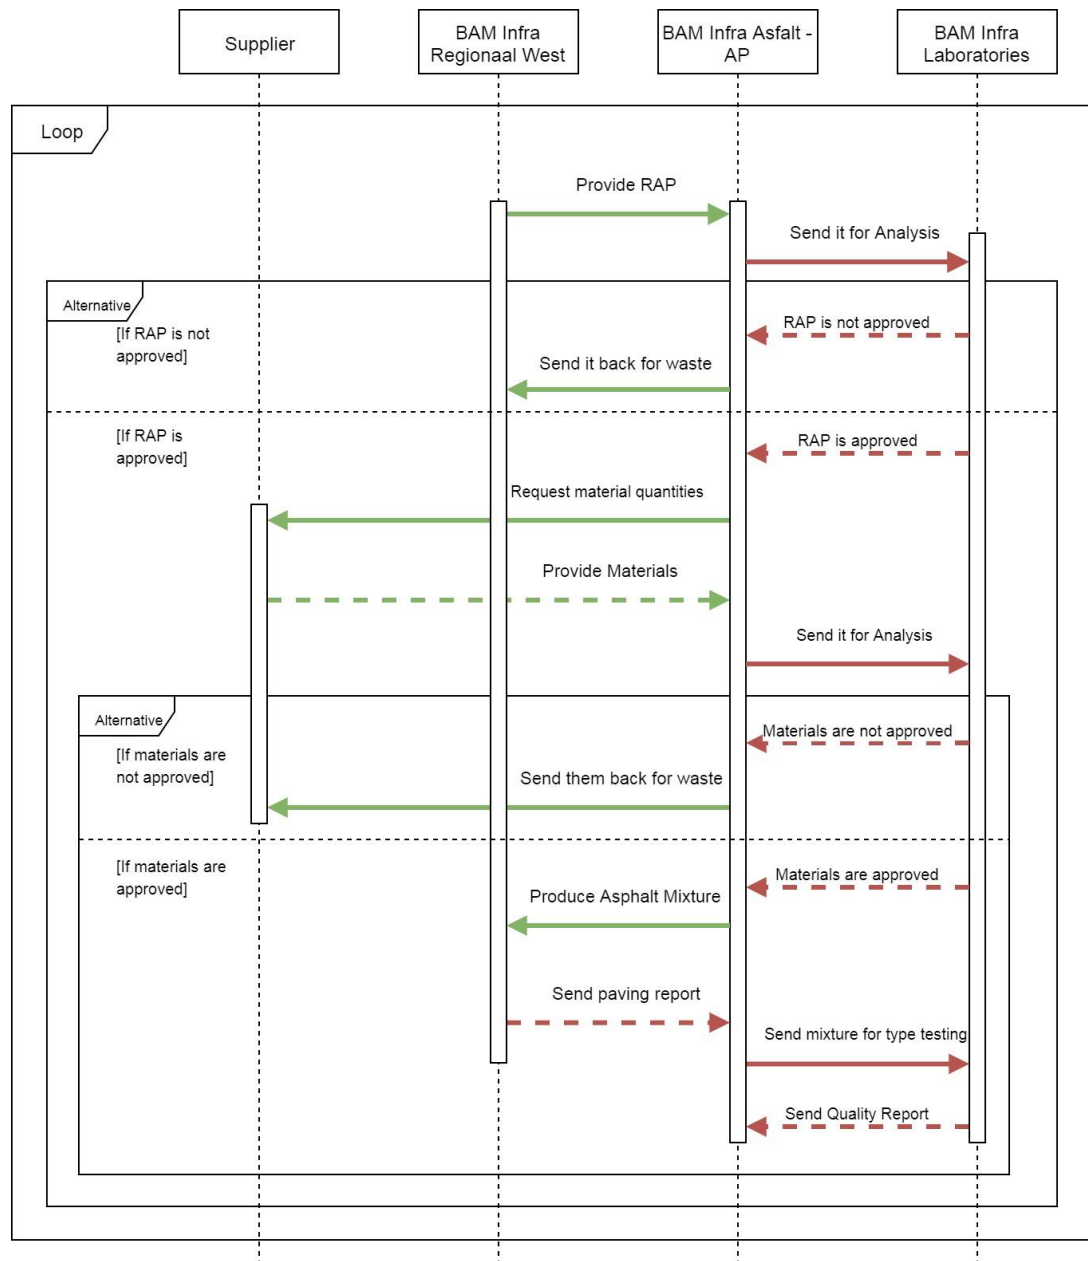 Supplier
BAM Infra
Regionaal West
BAM Infra Asfalt -
AP
BAM Infra
Laboratories
Loop
Provide RAP
Send it for Analysis
Alternative
[If RAP is not
approved]
RAP is not approved
Send it back for waste
[If RAP is
approved]
RAP is approved
Request material quantities
Provide Materials
Send it for Analysis
Alternative
[If materials are
not approved]
Materials are not approved
Send them back for waste
[If materials are
approved]
Materials are approved
Produce Asphalt Mixture
Send paving report
Send mixture for type testing
Send Quality Report